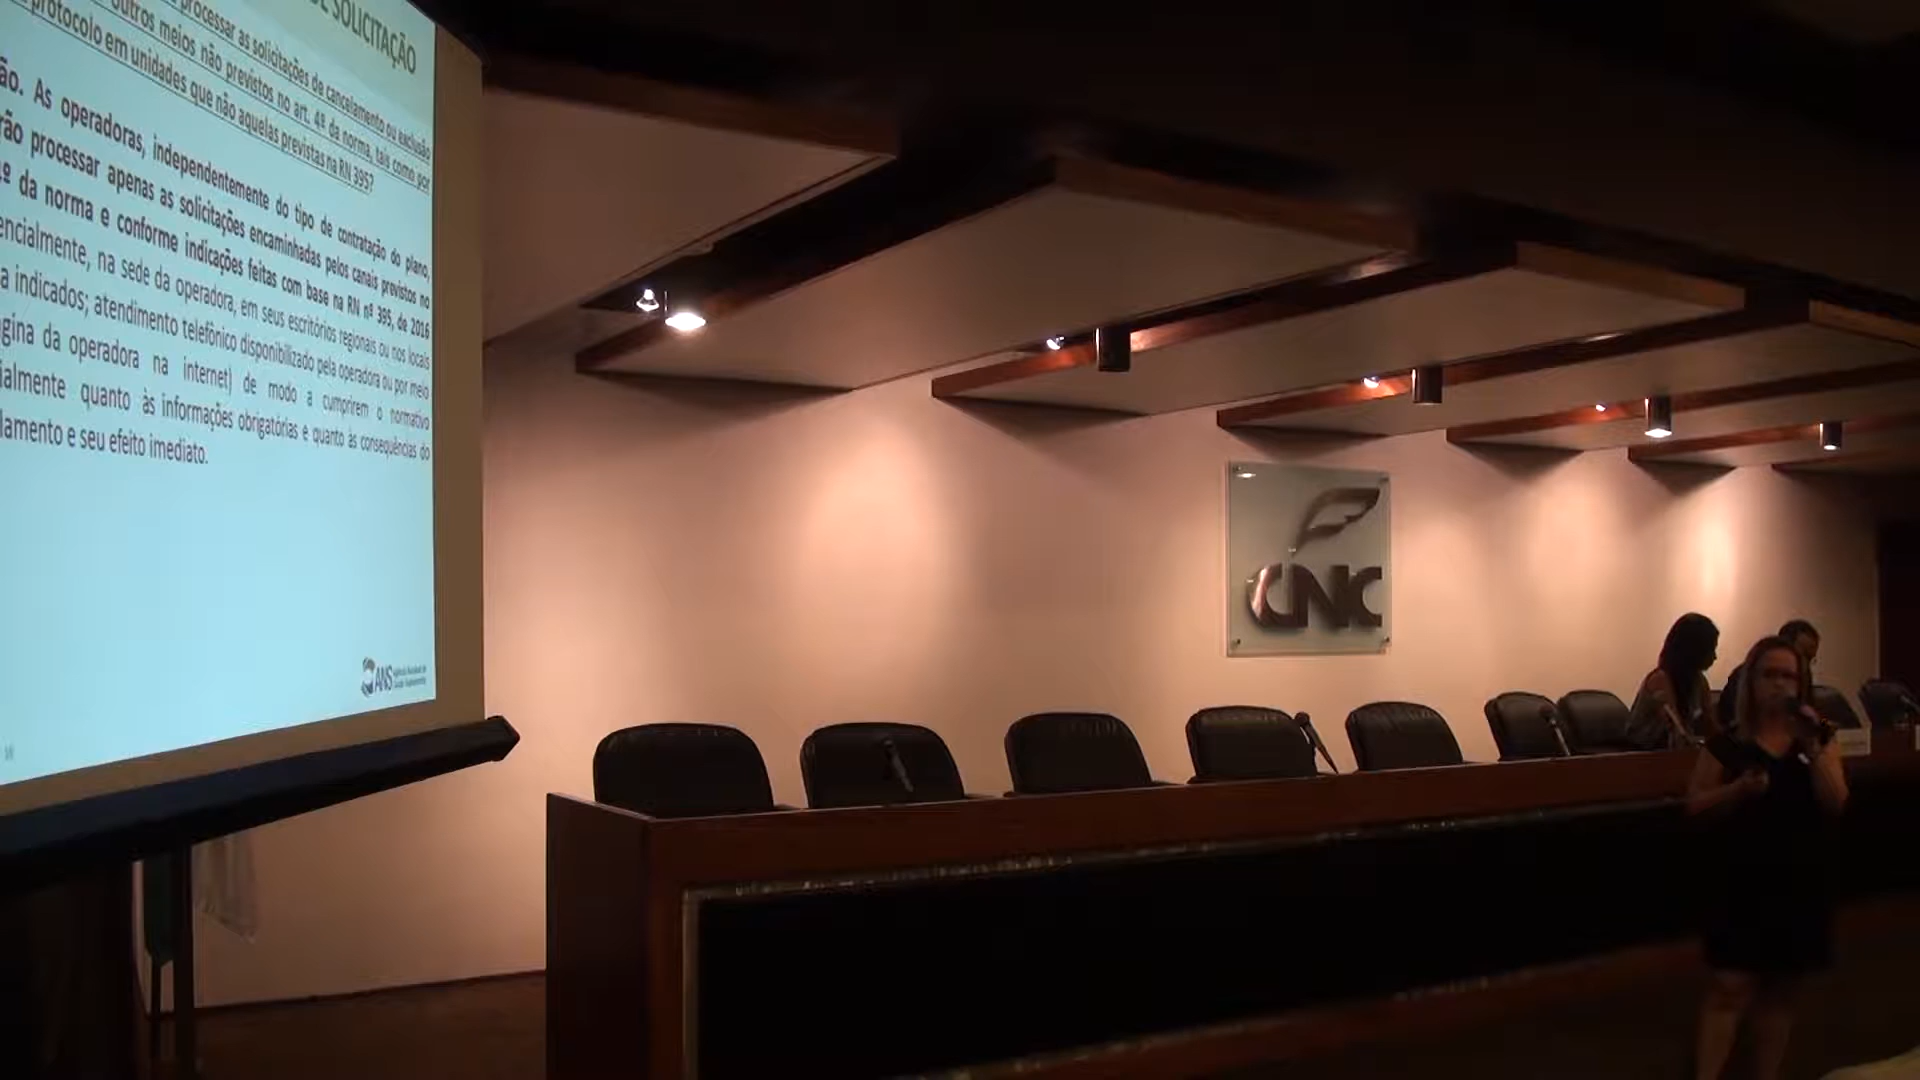 DE SOLICITAÇÃO
processar as solicitações de cancelamento ou exclusão
outros meios não previstos no art. 4º da norma, tais como por
protocolo em unidades que não aquelas previstas na RN 395?
ão. As operadoras, independentemente do tipo de contratação do plano,
rão processar apenas as solicitações encaminhadas pelos canais previstos no
4º da norma e conforme indicações feitas com base na RN nº 395, de 2016
encialmente, na sede da operadora, em seus escritórios regionais ou nos locais
a indicados; atendimento telefônico disponibilizado pela operadora ou por meio
ágina da operadora na internet) de modo a cumprirem o normativo
ialmente quanto às informações obrigatórias e quanto às consequências do
lamento e seu efeito imediato.
ANS
CNC